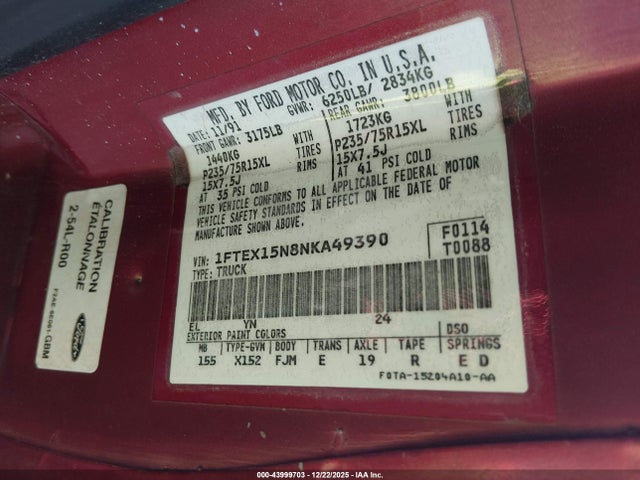 MFD. BY FORD MOTOR CO. IN U.S.A.
DATE: 11/91 GVWR: 6250LB/ 2834KG
FRONT GAWR: 3175LB REAR GAWR: 3800LB
1440KG WITH 1723KG WITH
P235/75R15XL TIRES P235/75R15XL TIRES
15X7.5J RIMS 15X7.5J RIMS
AT 35 PSI COLD AT 41 PSI COLD
THIS VEHICLE CONFORMS TO ALL APPLICABLE FEDERAL MOTOR
VEHICLE SAFETY STANDARDS IN EFFECT ON THE DATE OF
MANUFACTURE SHOWN ABOVE.
VIN: 1FTEX15N8NKA49390 F0114
TYPE: TRUCK T0088
EL YN 24
EXTERIOR PAINT COLORS DSO
WB TYPE-GVW BODY TRANS AXLE TAPE SPRINGS
155 X152 FJM E 19 R E D
F0TA-15204A10-AA
CALIBRATION
ÉTALONNAGE
2-54L-R00
Ford
000-43999703 - 12/22/2025 - IAA Inc.